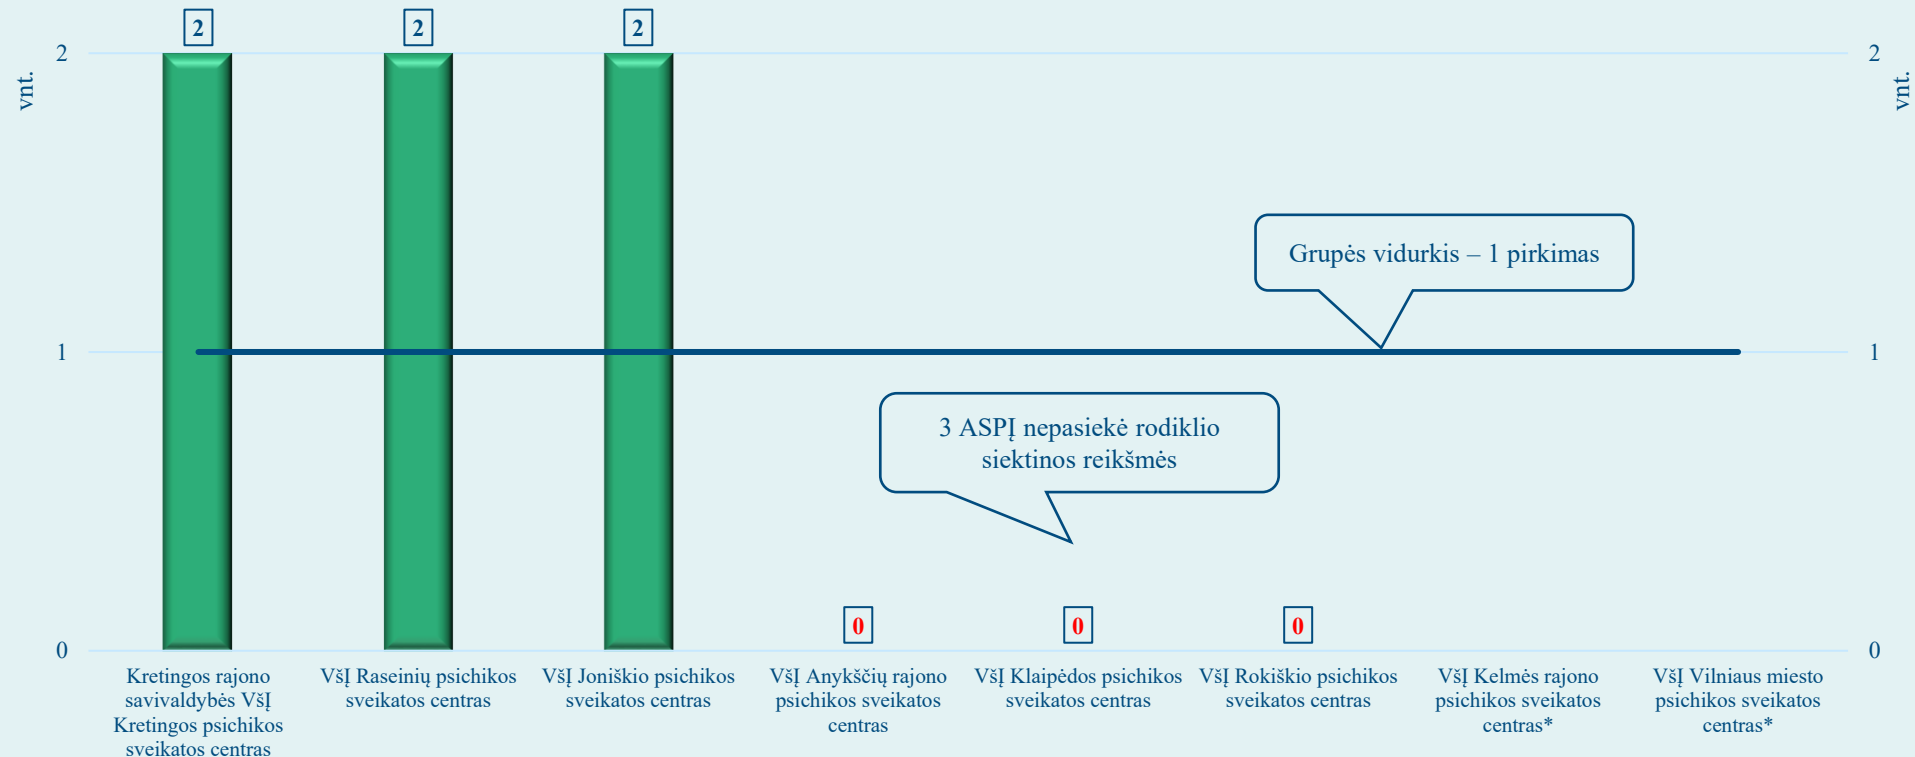 2
2
2
2
vnt.
2
vnt.
Grupės vidurkis – 1 pirkimas
1
1
3 ASPĮ nepasiekė rodiklio
siektinos reikšmės
0
0
0
0
0
Kretingos rajono
savivaldybės VšĮ
Kretingos psichikos
sveikatos centras
VšĮ Raseinių psichikos
sveikatos centras
VšĮ Joniškio psichikos
sveikatos centras
VšĮ Anykščių rajono
psichikos sveikatos
centras
VšĮ Klaipėdos psichikos
sveikatos centras
VšĮ Rokiškio psichikos
sveikatos centras
VšĮ Kelmės rajono
psichikos sveikatos
centras*
VšĮ Vilniaus miesto
psichikos sveikatos
centras*